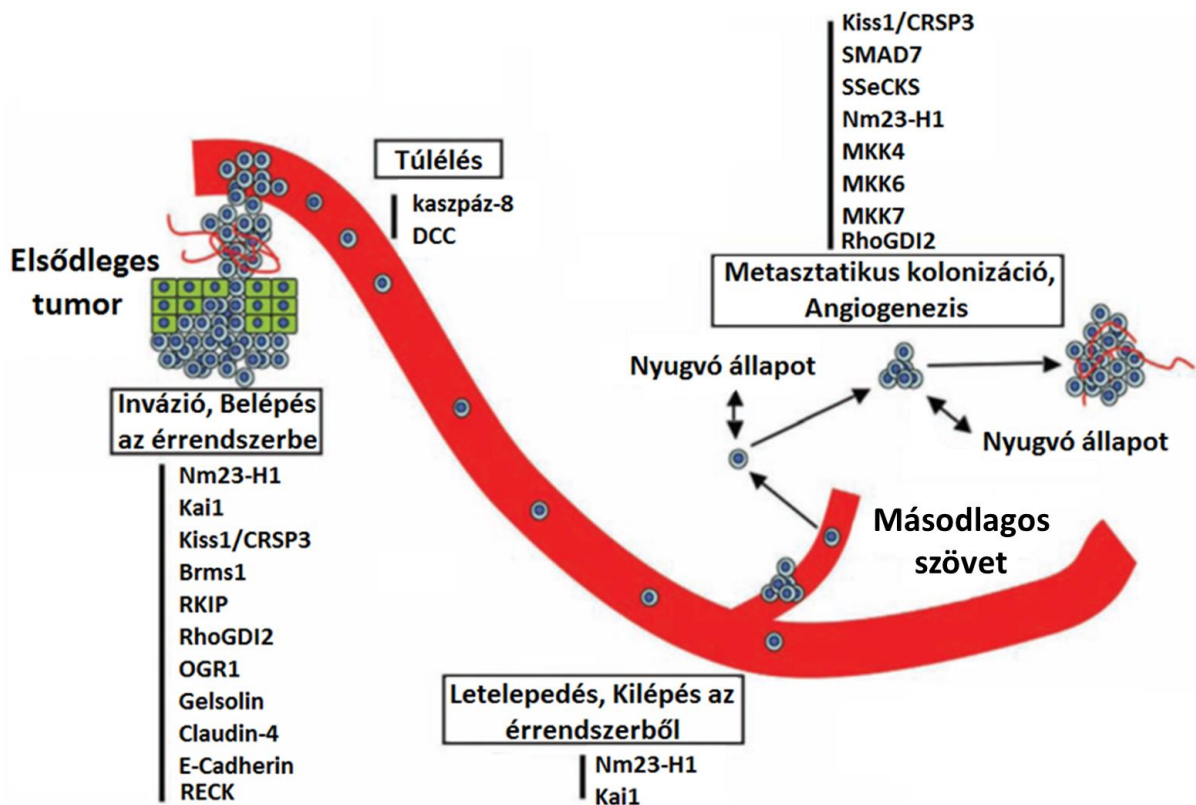 Elsődleges
tumor
Invázió, Belépés
az érrendszerbe
Nm23-H1
Kai1
Kiss1/CRSP3
Brms1
RKIP
RhoGDI2
OGR1
Gelsolin
Claudin-4
E-Cadherin
RECK
Túlélés
kaszpáz-8
DCC
Letelepedés, Kilépés az
érrendszerből
Nm23-H1
Kai1
Kiss1/CRSP3
SMAD7
SSeCKS
Nm23-H1
MKK4
MKK6
MKK7
RhoGDI2
Metasztatikus kolonizáció,
Angiogenezis
Nyugvó állapot
Nyugvó állapot
Másodlagos
szövet